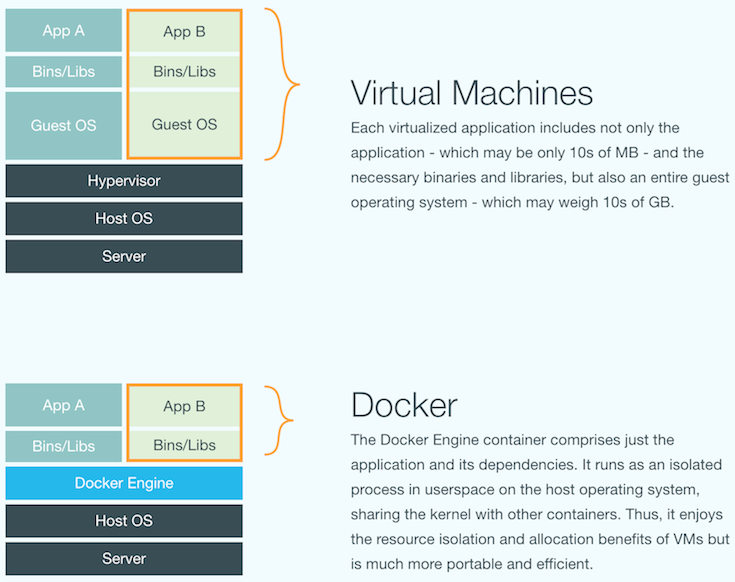 App A
App B
Bins/Libs
Bins/Libs
Guest OS
Guest OS
Hypervisor
Host OS
Server
Virtual Machines
Each virtualized application includes not only the
application - which may be only 10s of MB - and the
necessary binaries and libraries, but also an entire guest
operating system - which may weigh 10s of GB.
App A
App B
Bins/Libs
Bins/Libs
Docker Engine
Host OS
Server
Docker
The Docker Engine container comprises just the
application and its dependencies. It runs as an isolated
process in userspace on the host operating system,
sharing the kernel with other containers. Thus, it enjoys
the resource isolation and allocation benefits of VMs but
is much more portable and efficient.